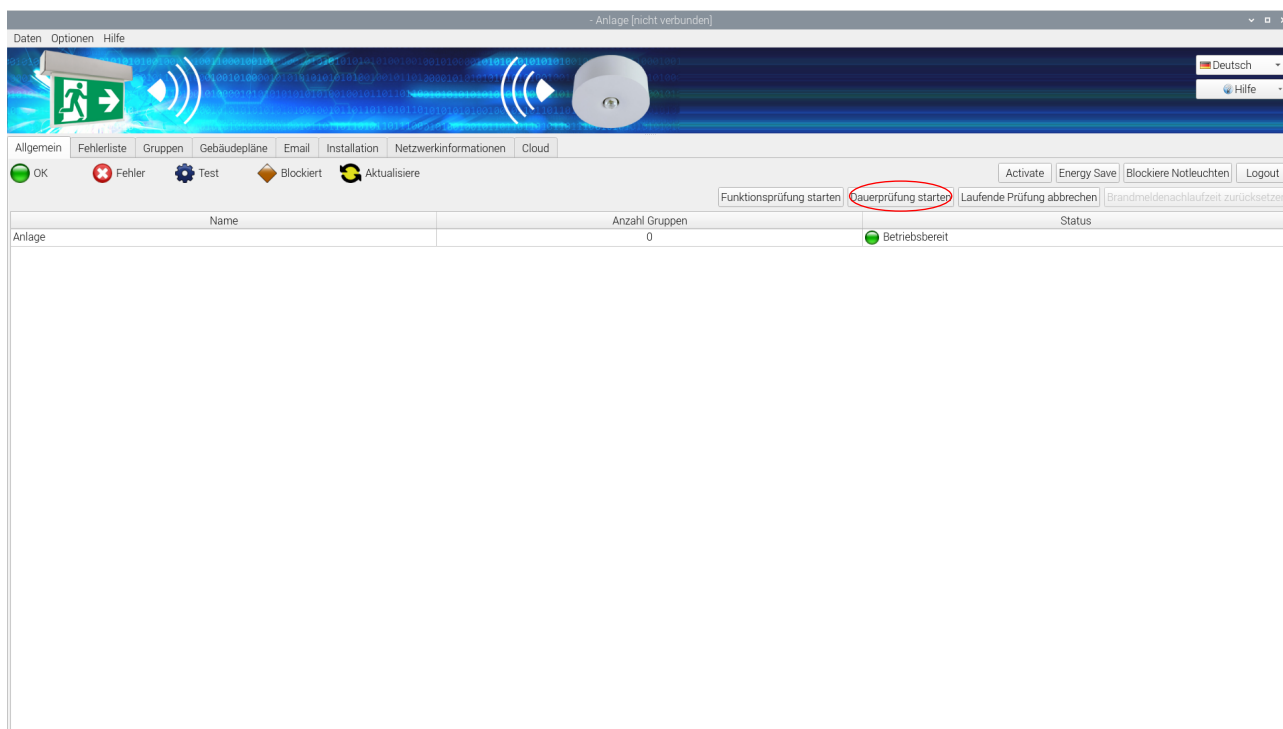 - Anlage [nicht verbunden]
Daten Optionen Hilfe
Deutsch
Hilfe
Allgemein Fehlerliste Gruppen Gebäudepläne Email Installation Netzwerkinformationen Cloud
OK Fehler Test Blockiert Aktualisiere Activate Energy Save Blockiere Notleuchten Logout
Funktionsprüfung starten Dauerprüfung starten Laufende Prüfung abbrechen Brandmeldenachlaufzeit zurücksetzen
Name Anzahl Gruppen Status
Anlage 0 Betriebsbereit